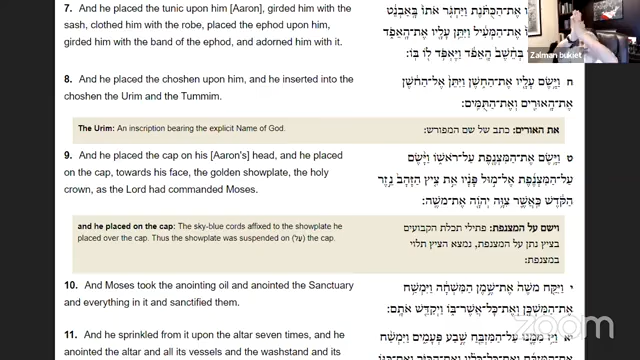 7. And he placed the tunic upon him [Aaron], girded him with the
sash, clothed him with the robe, placed the ephod upon him,
girded him with the band of the ephod, and adorned him with it.
אֶת־הַכֻּתֹּ֗נֶת וַיַּחְגֹּ֤ר אֹתוֹ֙ בָּֽאַבְנֵ֔ט
אֶת־הַמְּעִ֔יל וַיִּתֵּ֥ן עָלָ֖יו אֶת־הָֽאֵפֹ֑ד
בְּחֵ֙שֶׁב֙ הָֽאֵפֹ֔ד וַיֶּאְפֹּ֥ד ל֖וֹ בּֽוֹ:
Zalman bukiet
8. And he placed the choshen upon him, and he inserted into the
choshen the Urim and the Tummim.
ח וַיָּ֥שֶׂם עָלָ֖יו אֶת־הַחֹ֑שֶׁן וַיִּתֵּן֙ אֶל־הַחֹ֔שֶׁן
אֶת־הָֽאוּרִ֖ים וְאֶת־הַתֻּמִּֽים:
The Urim: An inscription bearing the explicit Name of God.
את האורים: כתב של שם המפורש:
9. And he placed the cap on his [Aaron's] head, and he placed
on the cap, towards his face, the golden showplate, the holy
crown, as the Lord had commanded Moses.
ט וַיָּ֥שֶׂם אֶת־הַמִּצְנֶ֖פֶת עַל־רֹאשׁ֑וֹ וַיָּ֨שֶׂם
עַל־הַמִּצְנֶ֜פֶת אֶל־מ֣וּל פָּנָ֗יו אֵ֣ת צִ֤יץ הַזָּהָב֙ נֵ֣זֶר
הַקֹּ֔דֶשׁ כַּֽאֲשֶׁ֛ר צִוָּ֥ה יְהֹוָ֖ה אֶת־משֶֽׁה:
and he placed on the cap: The sky-blue cords affixed to the showplate he
placed over the cap. Thus the showplate was suspended on (עַל) the cap.
וישם על המצנפת: פתילי תכלת הקבועים
בציץ נתן על המצנפת, נמצא הציץ תלוי
במצנפת:
10. And Moses took the anointing oil and anointed the Sanctuary
and everything in it and sanctified them.
י וַיִּקַּ֤ח משֶׁה֙ אֶת־שֶׁ֣מֶן הַמִּשְׁחָ֔ה וַיִּמְשַׁ֥ח
אֶת־הַמִּשְׁכָּ֖ן וְאֶת־כָּל־אֲשֶׁר־בּ֑וֹ וַיְקַדֵּ֖שׁ אֹתָֽם:
zoom
11. And he sprinkled from it upon the altar seven times, and he
anointed the altar and all its vessels and the washstand and its
יא וַיַּ֥ז מִמֶּ֛נּוּ עַל־הַמִּזְבֵּ֖חַ שֶׁ֣בַע פְּעָמִ֑ים וַיִּמְשַׁ֨ח